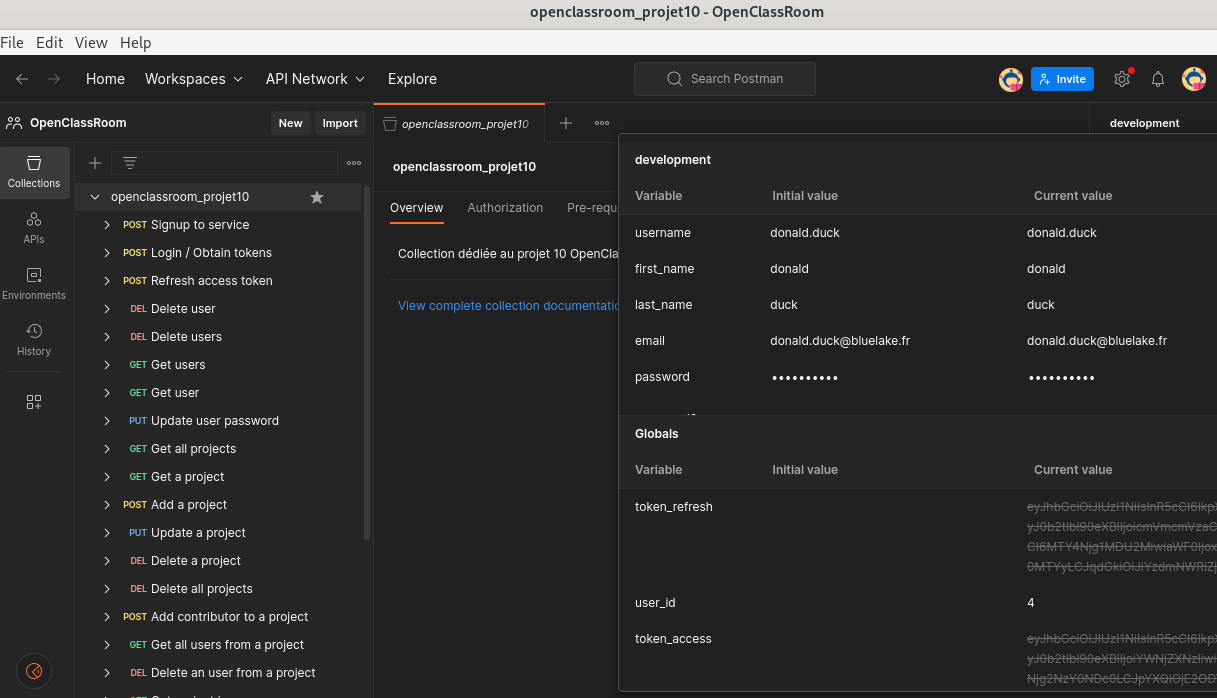 openclassroom_projet10 - OpenClassRoom
File Edit View Help
Home Workspaces API Network Explore Search Postman Invite
OpenClassRoom New Import openclassroom_projet10 development
Collections
APIs
Environments
History
openclassroom_projet10
POST Signup to service
POST Login / Obtain tokens
POST Refresh access token
DEL Delete user
DEL Delete users
GET Get users
GET Get user
PUT Update user password
GET Get all projects
GET Get a project
POST Add a project
PUT Update a project
DEL Delete a project
DEL Delete all projects
POST Add contributor to a project
GET Get all users from a project
DEL Delete an user from a project
openclassroom_projet10
Overview Authorization Pre-requ
Collection dédiée au projet 10 OpenCla
View complete collection documentatio
development
Variable Initial value Current value
username donald.duck donald.duck
first_name donald donald
last_name duck duck
email donald.duck@bluelake.fr donald.duck@bluelake.fr
password •••••••••• ••••••••••
Globals
Variable Initial value Current value
token_refresh
user_id 4
token_access